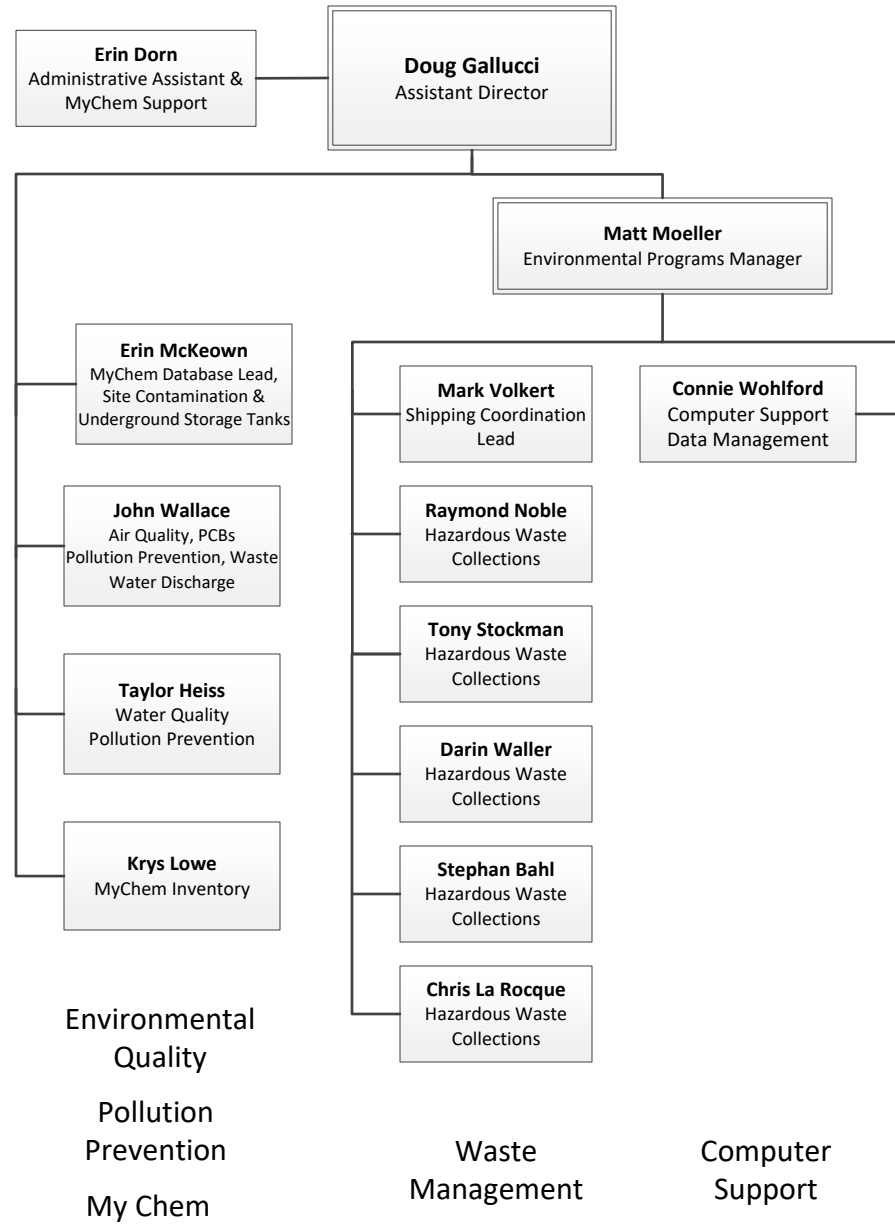 Erin Dorn
Administrative Assistant &
MyChem Support
Doug Gallucci
Assistant Director
Matt Moeller
Environmental Programs Manager
Erin McKeown
MyChem Database Lead,
Site Contamination &
Underground Storage Tanks
John Wallace
Air Quality, PCBs
Pollution Prevention, Waste
Water Discharge
Taylor Heiss
Water Quality
Pollution Prevention
Krys Lowe
MyChem Inventory
Environmental
Quality
Pollution
Prevention
My Chem
Mark Volkert
Shipping Coordination
Lead
Raymond Noble
Hazardous Waste
Collections
Tony Stockman
Hazardous Waste
Collections
Darin Waller
Hazardous Waste
Collections
Stephan Bahl
Hazardous Waste
Collections
Chris La Rocque
Hazardous Waste
Collections
Waste
Management
Connie Wohlford
Computer Support
Data Management
Computer
Support